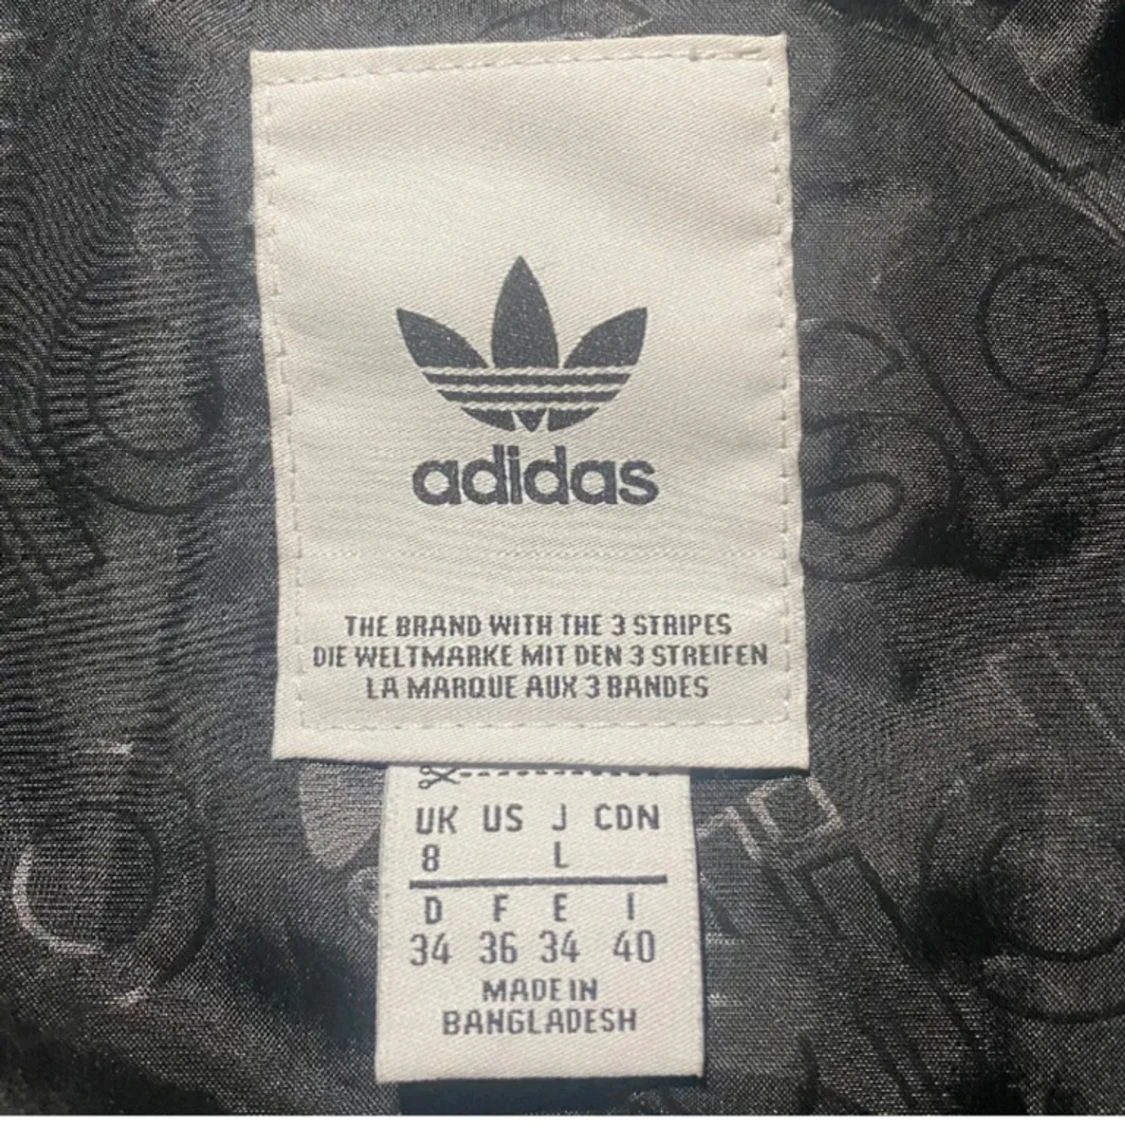 adidas
THE BRAND WITH THE 3 STRIPES
DIE WELTMARKE MIT DEN 3 STREIFEN
LA MARQUE AUX 3 BANDES
UK US J CDN
8 L
D F E I
34 36 34 40
MADE IN
BANGLADESH